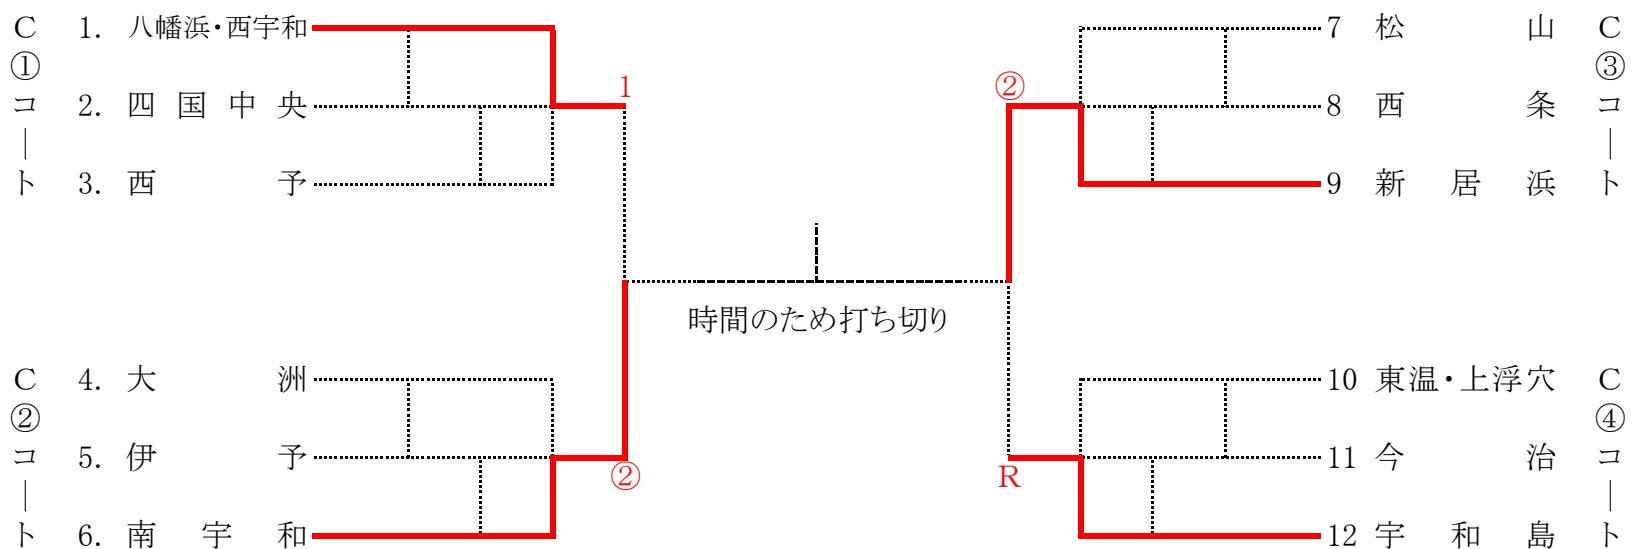 C①コート
1. 八幡浜・西宇和
2. 四国中央
3. 西予
1
C②コート
4. 大洲
5. 伊予
6. 南宇和
②
時間のため打ち切り
②
7 松山
8 西条
9 新居浜
C③コート
R
10 東温・上浮穴
11 今治
12 宇和島
C④コート